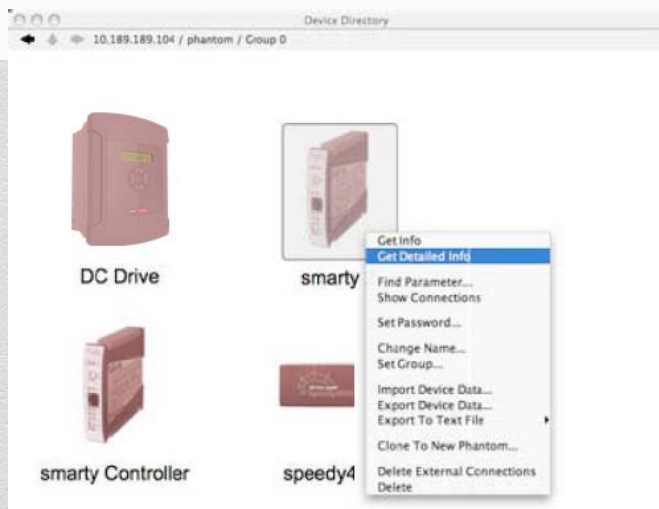 Device Directory
10.189.189.104 / phantom / Group 0
DC Drive
smarty
Get Info
Get Detailed Info
Find Parameter...
Show Connections
Set Password...
Change Name...
Set Group...
Import Device Data...
Export Device Data...
Export To Text File
Clone To New Phantom...
Delete External Connections
Delete
smarty Controller
speedy4